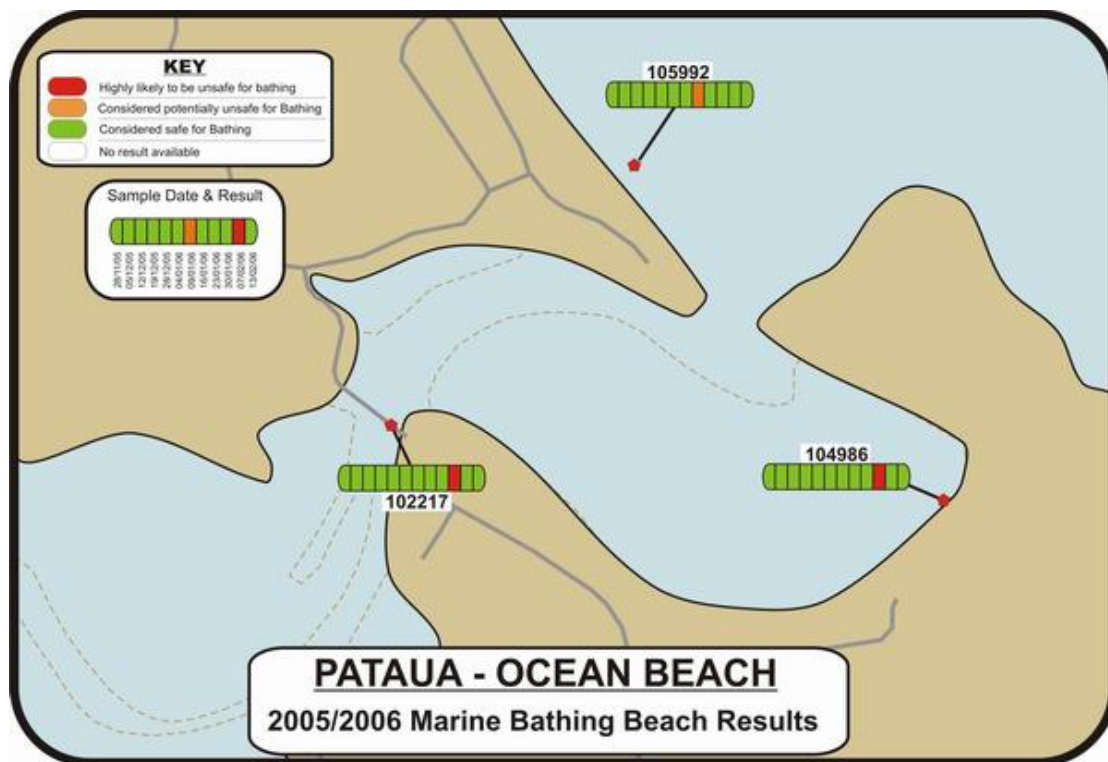 KEY
Highly likely to be unsafe for bathing
Considered potentially unsafe for Bathing
Considered safe for Bathing
No result available
Sample Date & Result
28/11/05
05/12/05
12/12/05
19/12/05
26/12/05
04/01/06
09/01/06
16/01/06
23/01/06
30/01/06
07/02/06
13/02/06
105992
104986
102217
PATAUA - OCEAN BEACH
2005/2006 Marine Bathing Beach Results